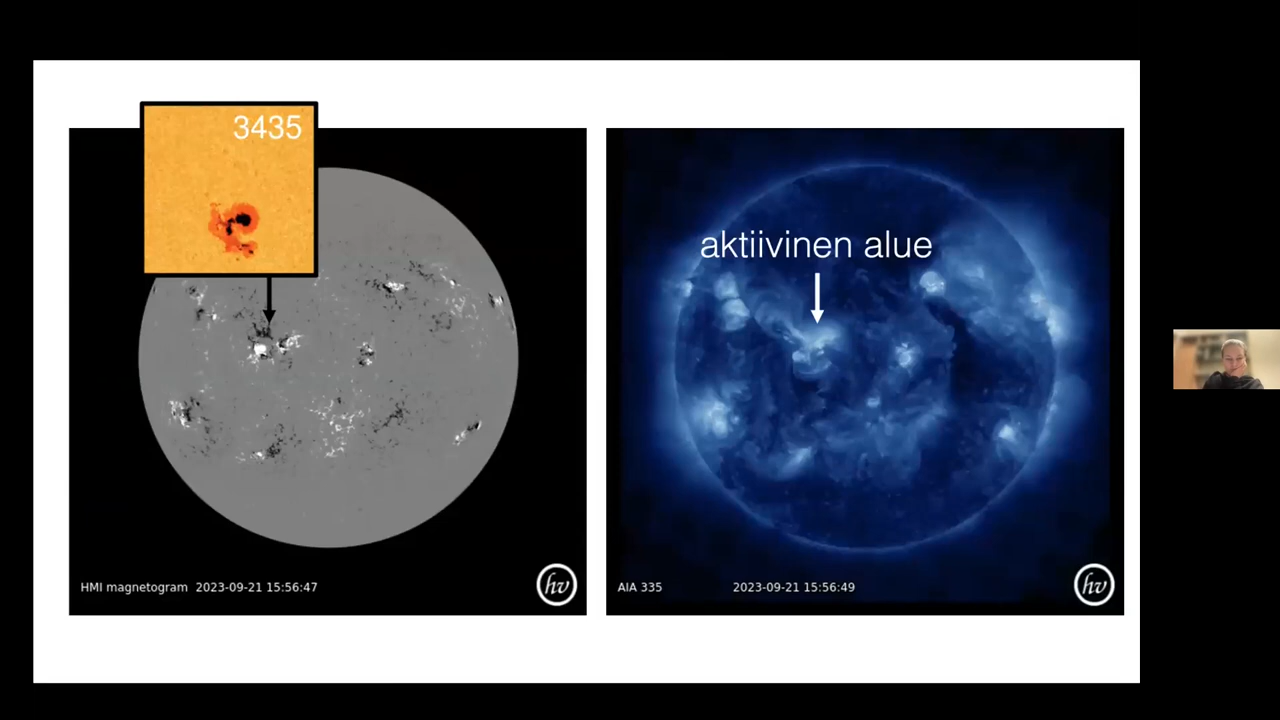 3435
aktiivinen alue
HMI magnetogram 2023-09-21 15:56:47
hv
AIA 335 2023-09-21 15:56:49
hv